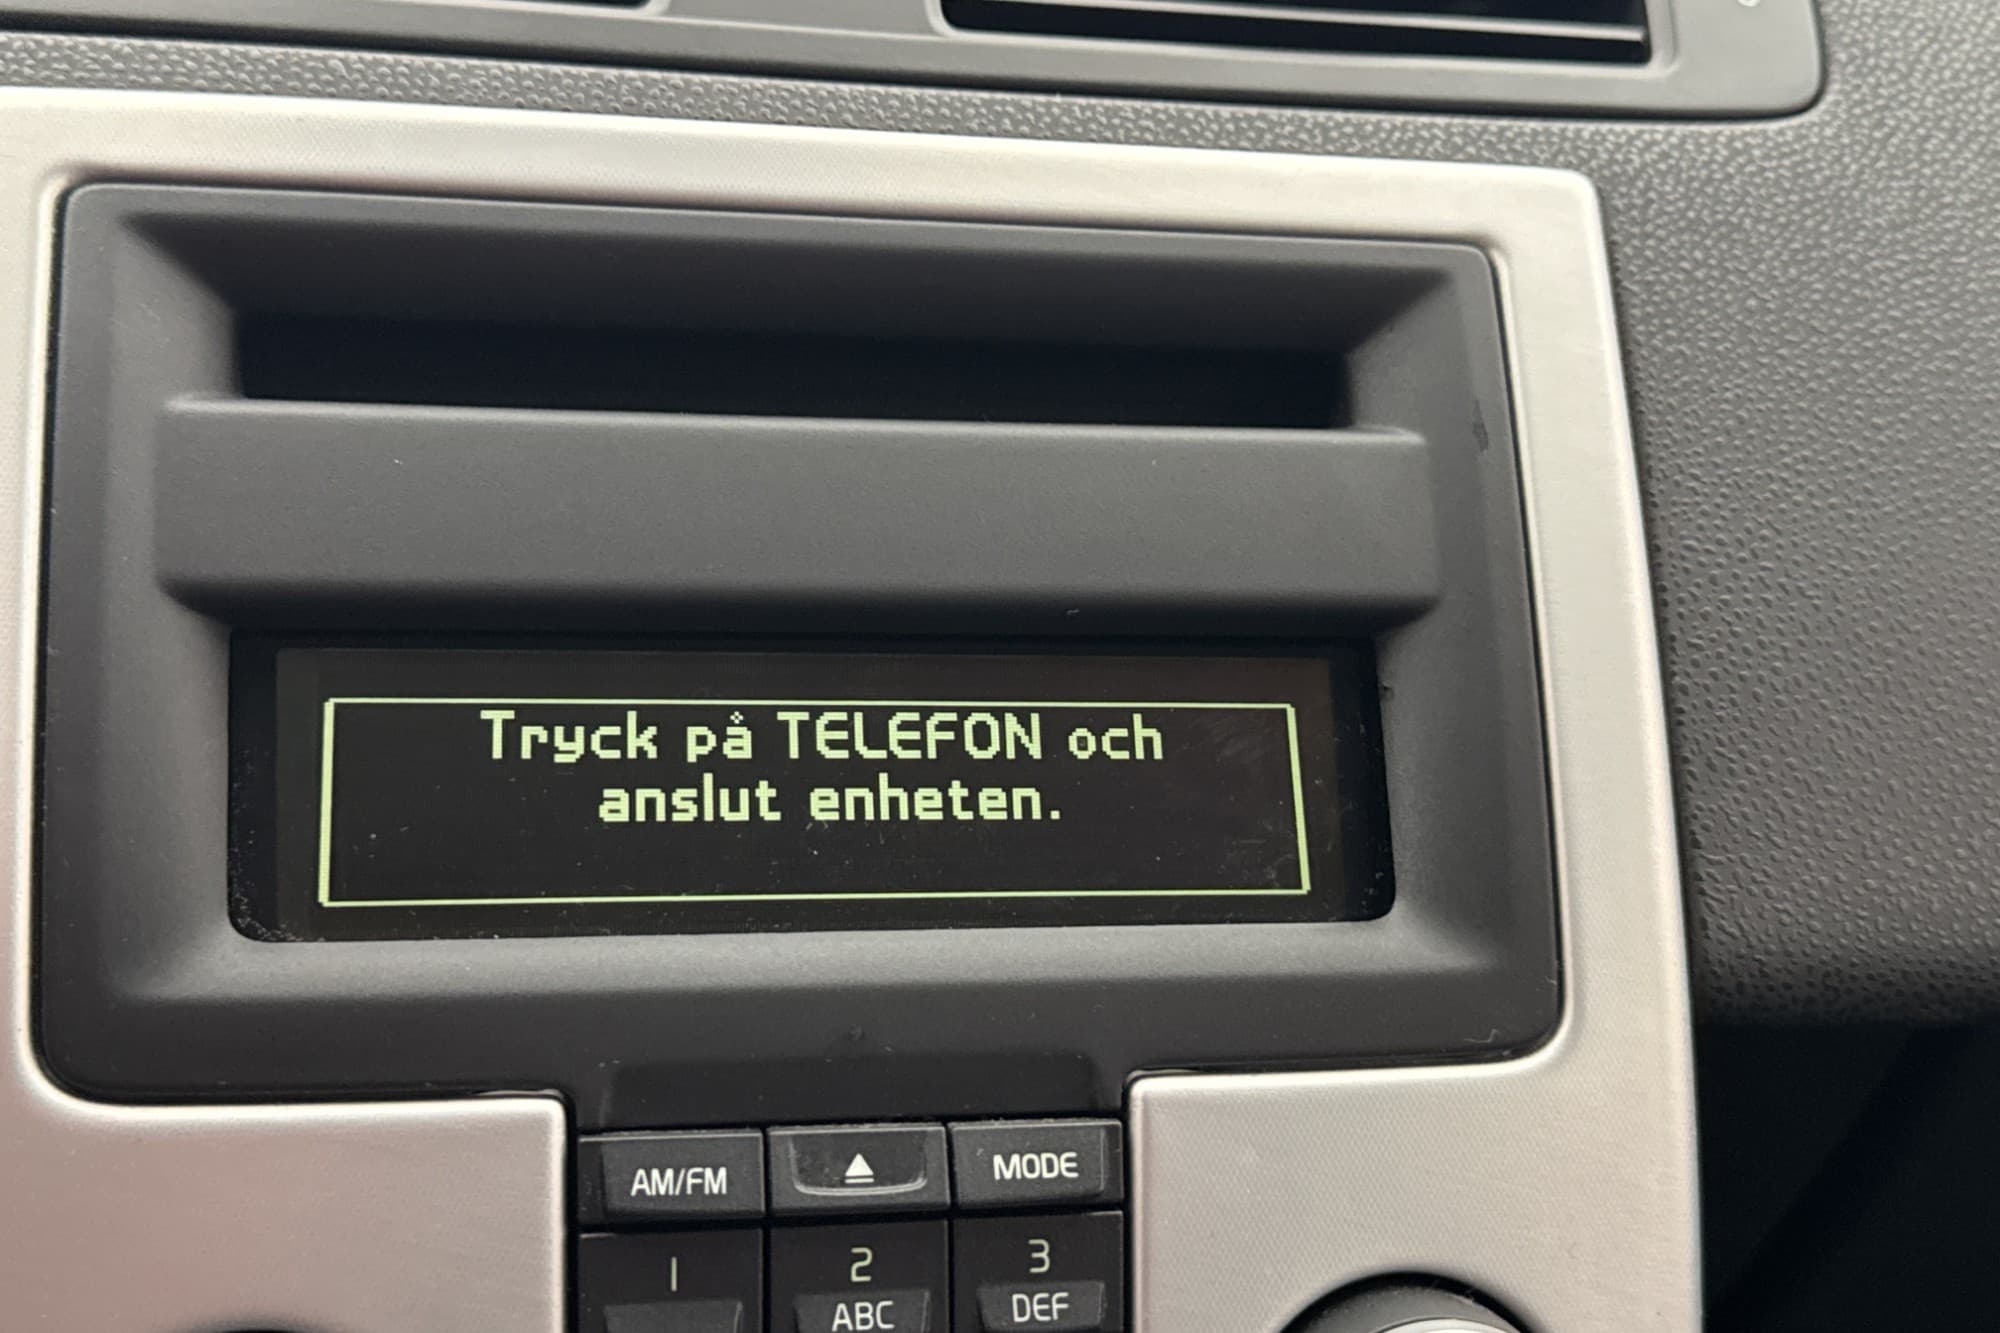 Tryck på TELEFON och
anslut enheten.
AM/FM
MODE
1
2
3
ABC
DEF